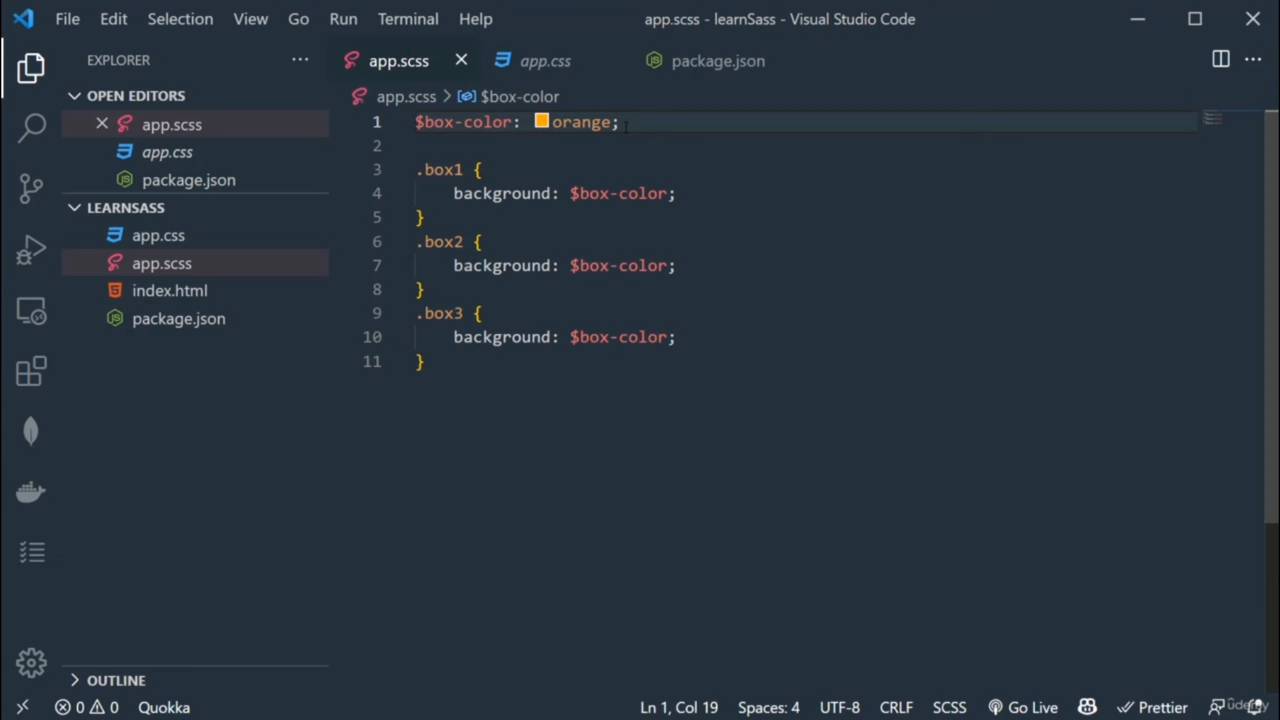 File Edit Selection View Go Run Terminal Help app.scss - learnSass - Visual Studio Code
EXPLORER ... app.scss app.css package.json
OPEN EDITORS
app.scss
app.css
package.json
LEARNSASS
app.css
app.scss
index.html
package.json
OUTLINE
app.scss > $box-color
1 $box-color: orange;
2
3 .box1 {
4 background: $box-color;
5 }
6 .box2 {
7 background: $box-color;
8 }
9 .box3 {
10 background: $box-color;
11 }
0 0 Quokka Ln 1, Col 19 Spaces: 4 UTF-8 CRLF SCSS Go Live Prettier
udemy